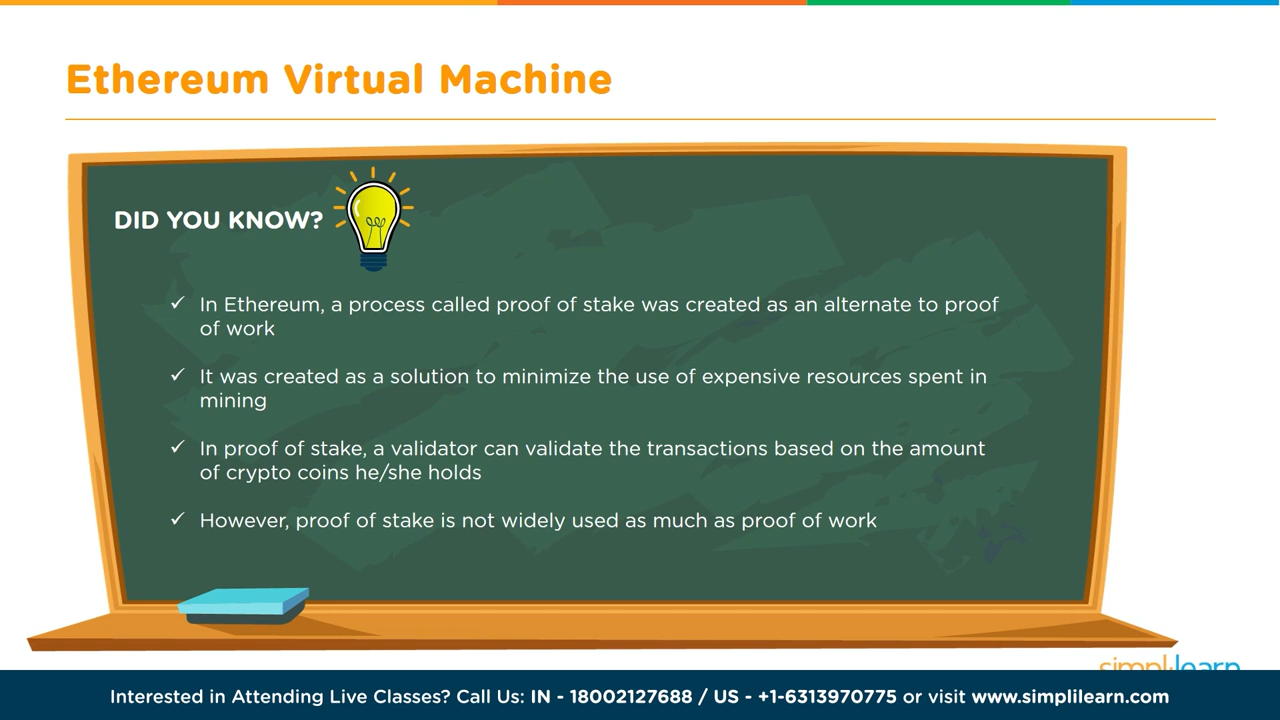 Ethereum Virtual Machine
DID YOU KNOW?
✓ In Ethereum, a process called proof of stake was created as an alternate to proof
of work
✓ It was created as a solution to minimize the use of expensive resources spent in
mining
✓ In proof of stake, a validator can validate the transactions based on the amount
of crypto coins he/she holds
✓ However, proof of stake is not widely used as much as proof of work
simplilearn
Interested in Attending Live Classes? Call Us: IN - 18002127688 / US - +1-6313970775 or visit www.simplilearn.com